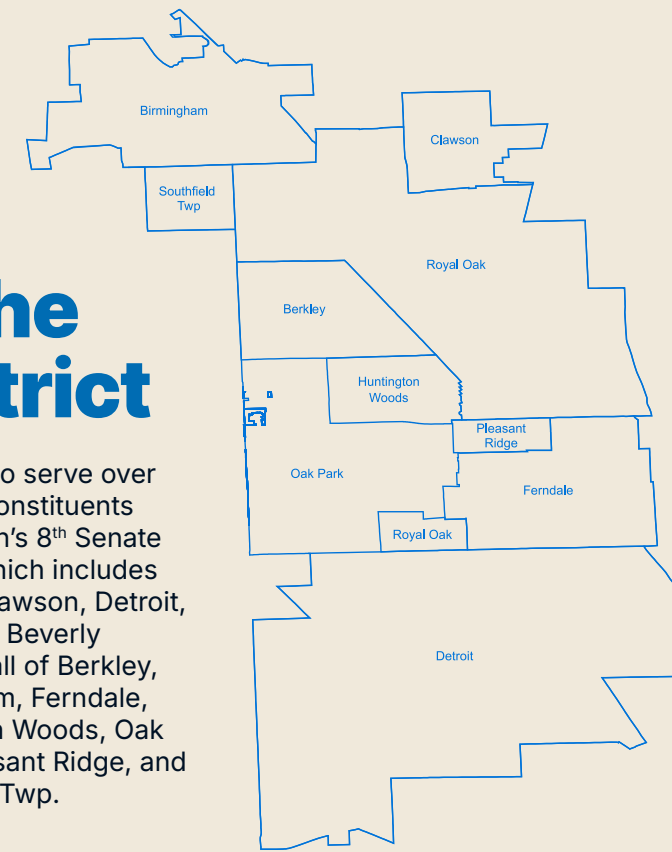 Birmingham
Clawson
Southfield
Twp
Royal Oak
Berkley
Huntington
Woods
Pleasant
Ridge
Oak Park
Ferndale
Royal Oak
Detroit
he
trict
o serve over
onstituents
n's 8th Senate
hich includes
lawson, Detroit,
Beverly
ll of Berkley,
m, Ferndale,
Woods, Oak
sant Ridge, and
Twp.